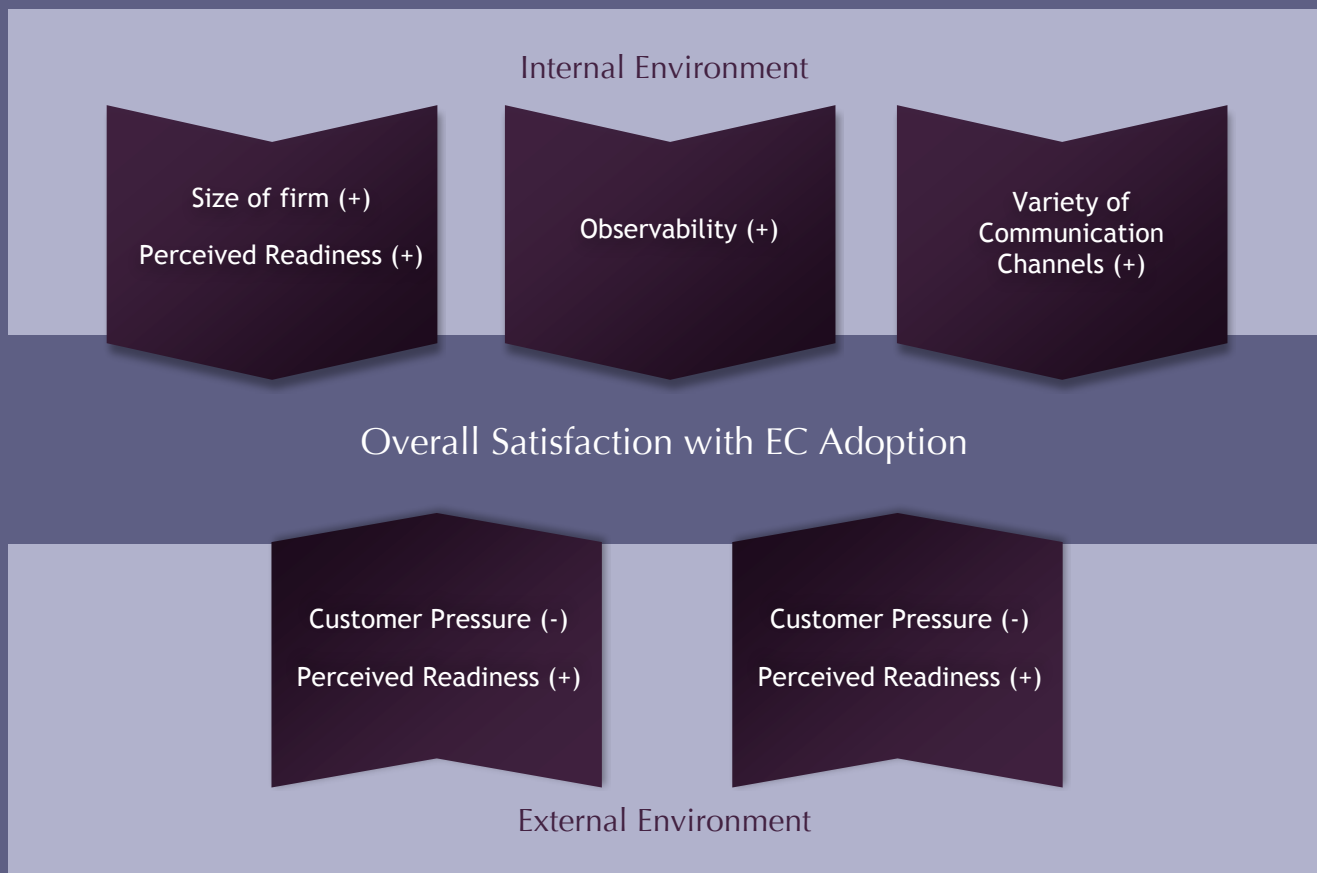 Internal Environment
Size of firm (+)
Perceived Readiness (+)
Observability (+)
Variety of
Communication
Channels (+)
Overall Satisfaction with EC Adoption
Customer Pressure (-)
Perceived Readiness (+)
Customer Pressure (-)
Perceived Readiness (+)
External Environment